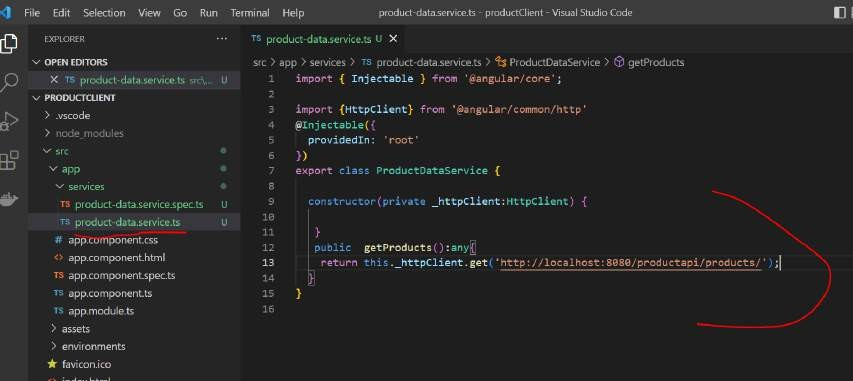 File Edit Selection View Go Run Terminal Help product-data.service.ts - productClient - Visual Studio Code
EXPLORER ...
OPEN EDITORS
TS product-data.service.ts src\... U
PRODUCTCLIENT
.vscode
node_modules
src
app
services
TS product-data.service.spec.ts U
TS product-data.service.ts U
# app.component.css
<> app.component.html
TS app.component.spec.ts
TS app.component.ts
TS app.module.ts
assets
environments
favicon.ico
<> index.html
TS product-data.service.ts U
src > app > services > TS product-data.service.ts > ProductDataService > getProducts
1 import { Injectable } from '@angular/core';
2
3 import {HttpClient} from '@angular/common/http'
4 @Injectable({
5 providedIn: 'root'
6 })
7 export class ProductDataService {
8
9 constructor(private _httpClient:HttpClient) {
10
11 }
12 public getProducts():any{
13 return this._httpClient.get('http://localhost:8080/productapi/products/');
14 }
15 }
16